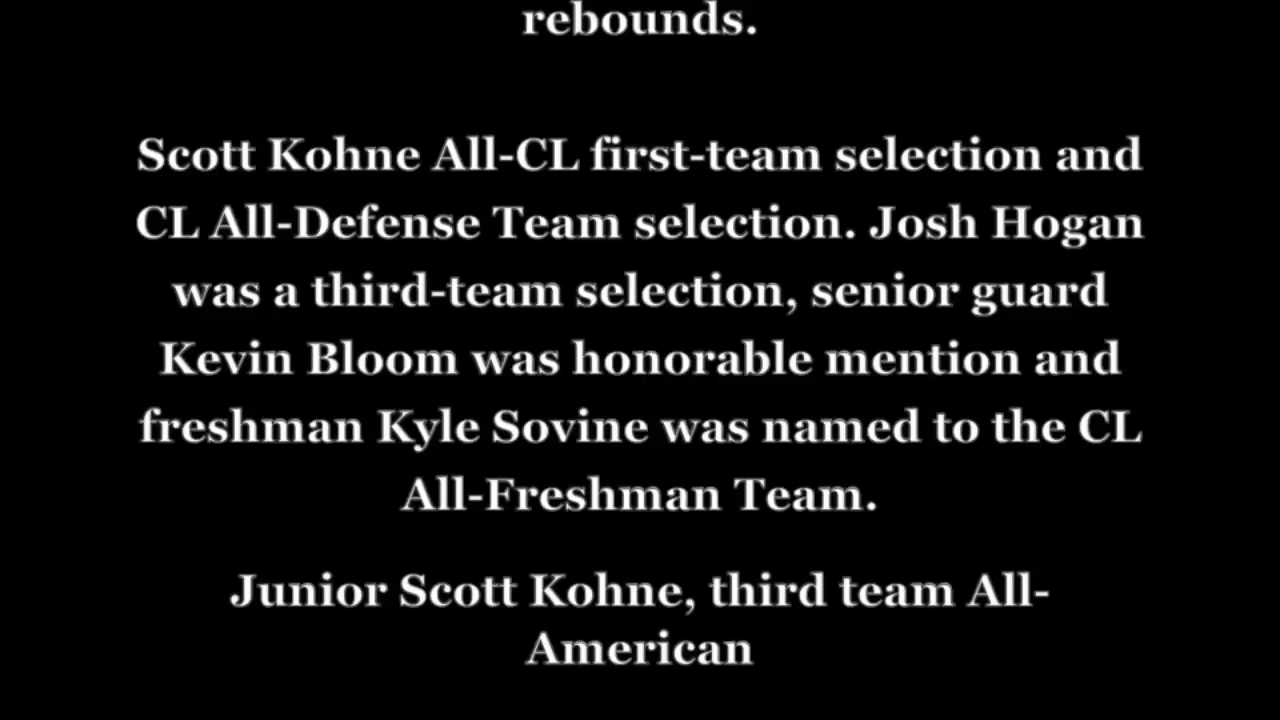 rebounds.
Scott Kohne All-CL first-team selection and
CL All-Defense Team selection. Josh Hogan
was a third-team selection, senior guard
Kevin Bloom was honorable mention and
freshman Kyle Sovine was named to the CL
All-Freshman Team.
Junior Scott Kohne, third team All-
American